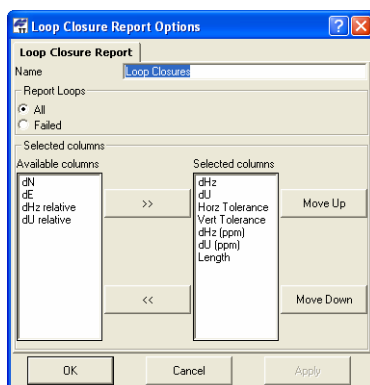 Loop Closure Report Options
Loop Closure Report
Name Loop Closures
Report Loops
All
Failed
Selected columns
Available columns
dN
dE
dHz relative
dU relative
>>
<<
Selected columns
dHz
dU
Horz Tolerance
Vert Tolerance
dHz (ppm)
dU (ppm)
Length
Move Up
Move Down
OK Cancel Apply